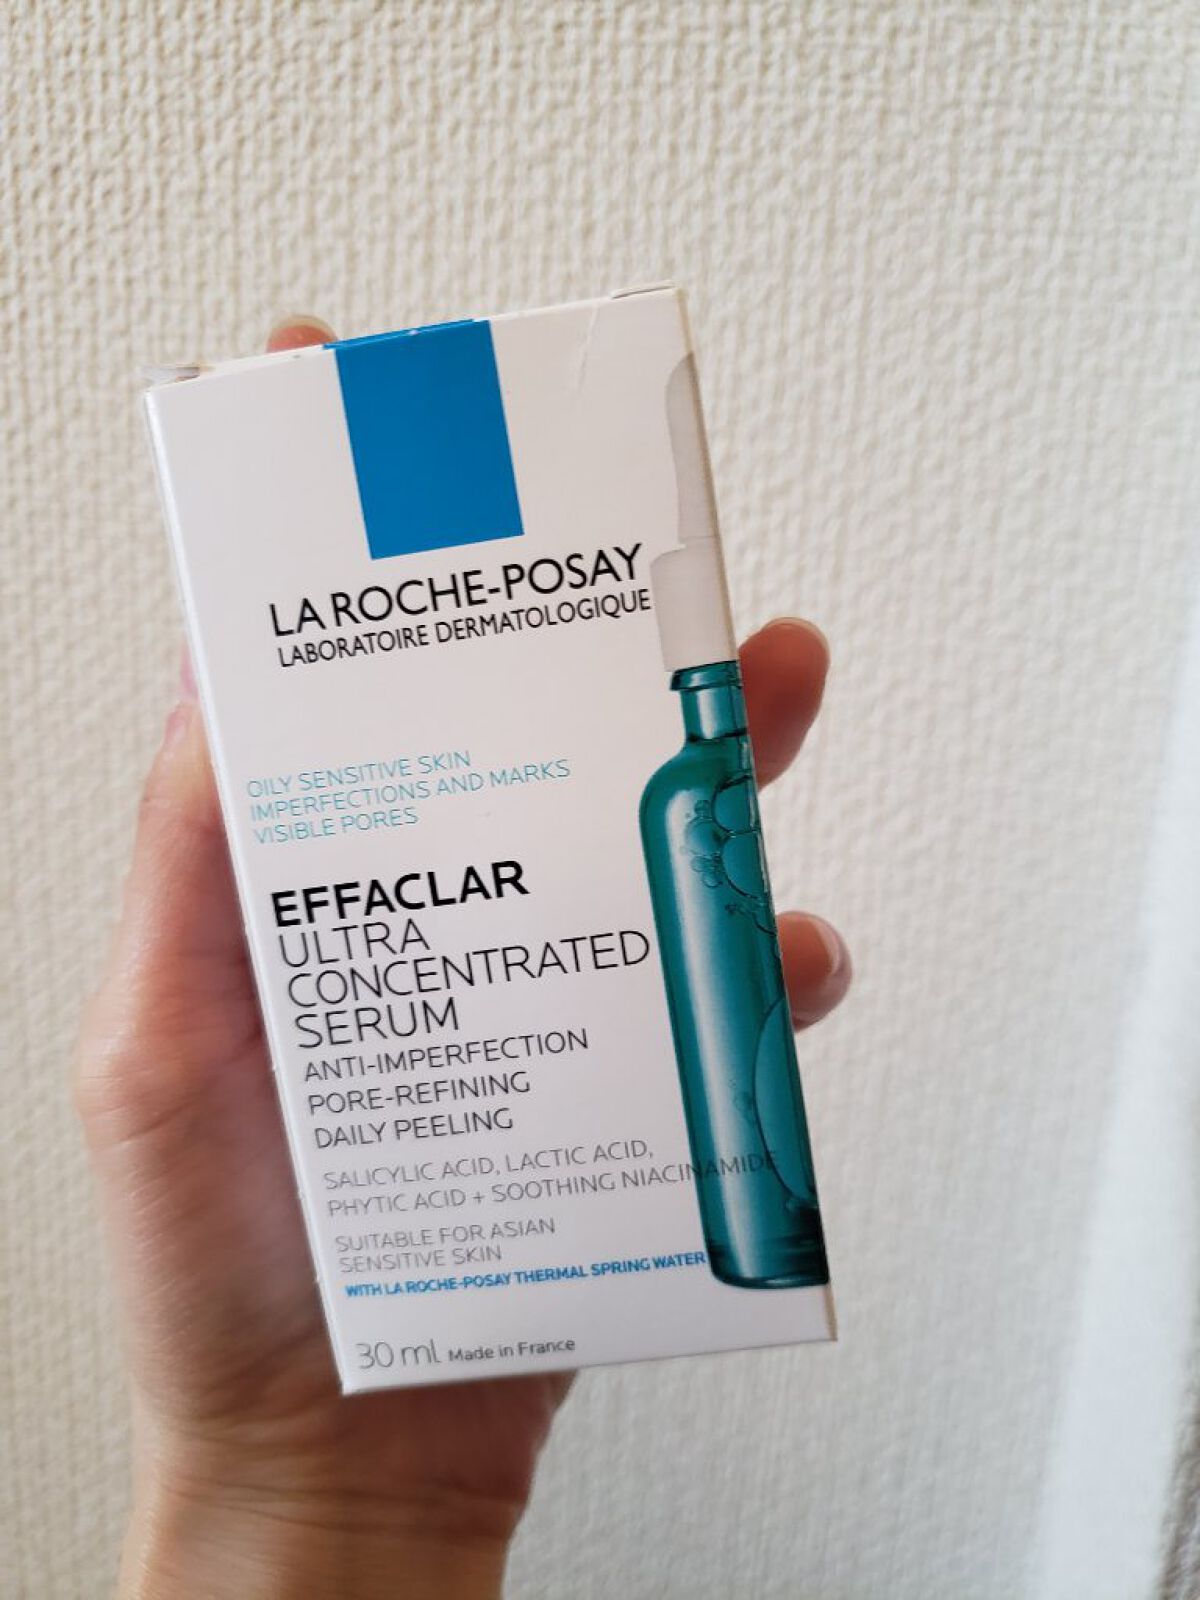 LA ROCHE-POSAY
LABORATOIRE DERMATOLOGIQUE
OILY SENSITIVE SKIN
IMPERFECTIONS AND MARKS
VISIBLE PORES
EFFACLAR
ULTRA
CONCENTRATED
SERUM
ANTI-IMPERFECTION
PORE-REFINING
DAILY PEELING
SALICYLIC ACID, LACTIC ACID,
PHYTIC ACID + SOOTHING NIACINAMIDE
SUITABLE FOR ASIAN
SENSITIVE SKIN
WITH LA ROCHE-POSAY THERMAL SPRING WATER
30 ml Made in France